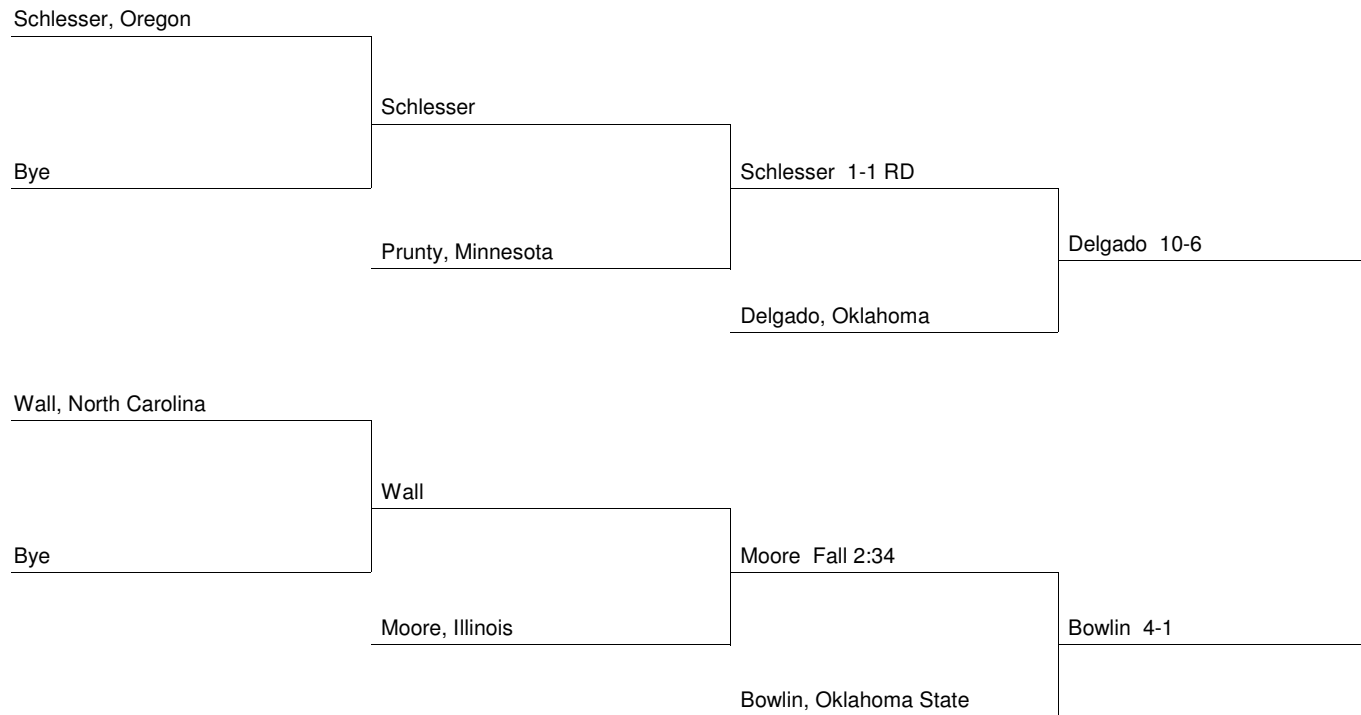 Schlesser, Oregon
Schlesser
Bye
Schlesser 1-1 RD
Prunty, Minnesota
Delgado 10-6
Delgado, Oklahoma
Wall, North Carolina
Wall
Bye
Moore Fall 2:34
Moore, Illinois
Bowlin 4-1
Bowlin, Oklahoma State